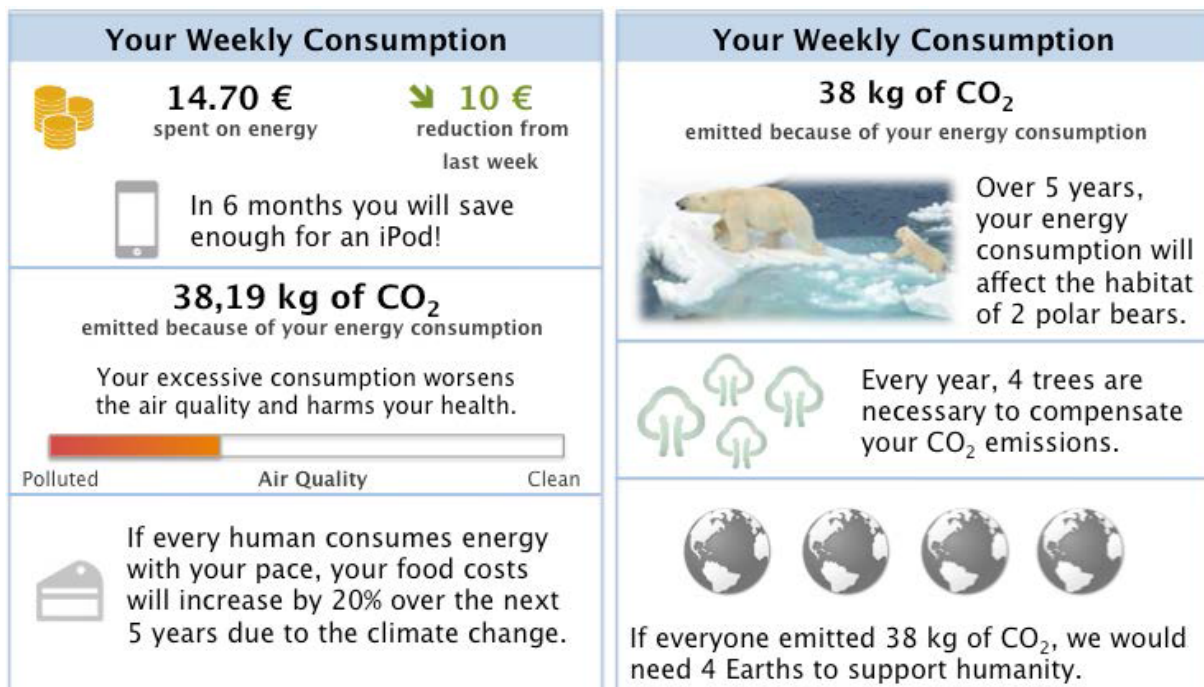 Your Weekly Consumption
14.70 €
spent on energy
10 €
reduction from
last week
In 6 months you will save
enough for an iPod!
38,19 kg of CO₂
emitted because of your energy consumption
Your excessive consumption worsens
the air quality and harms your health.
Polluted Air Quality Clean
If every human consumes energy
with your pace, your food costs
will increase by 20% over the next
5 years due to the climate change.
Your Weekly Consumption
38 kg of CO₂
emitted because of your energy consumption
Over 5 years,
your energy
consumption will
affect the habitat
of 2 polar bears.
Every year, 4 trees are
necessary to compensate
your CO₂ emissions.
If everyone emitted 38 kg of CO₂, we would
need 4 Earths to support humanity.